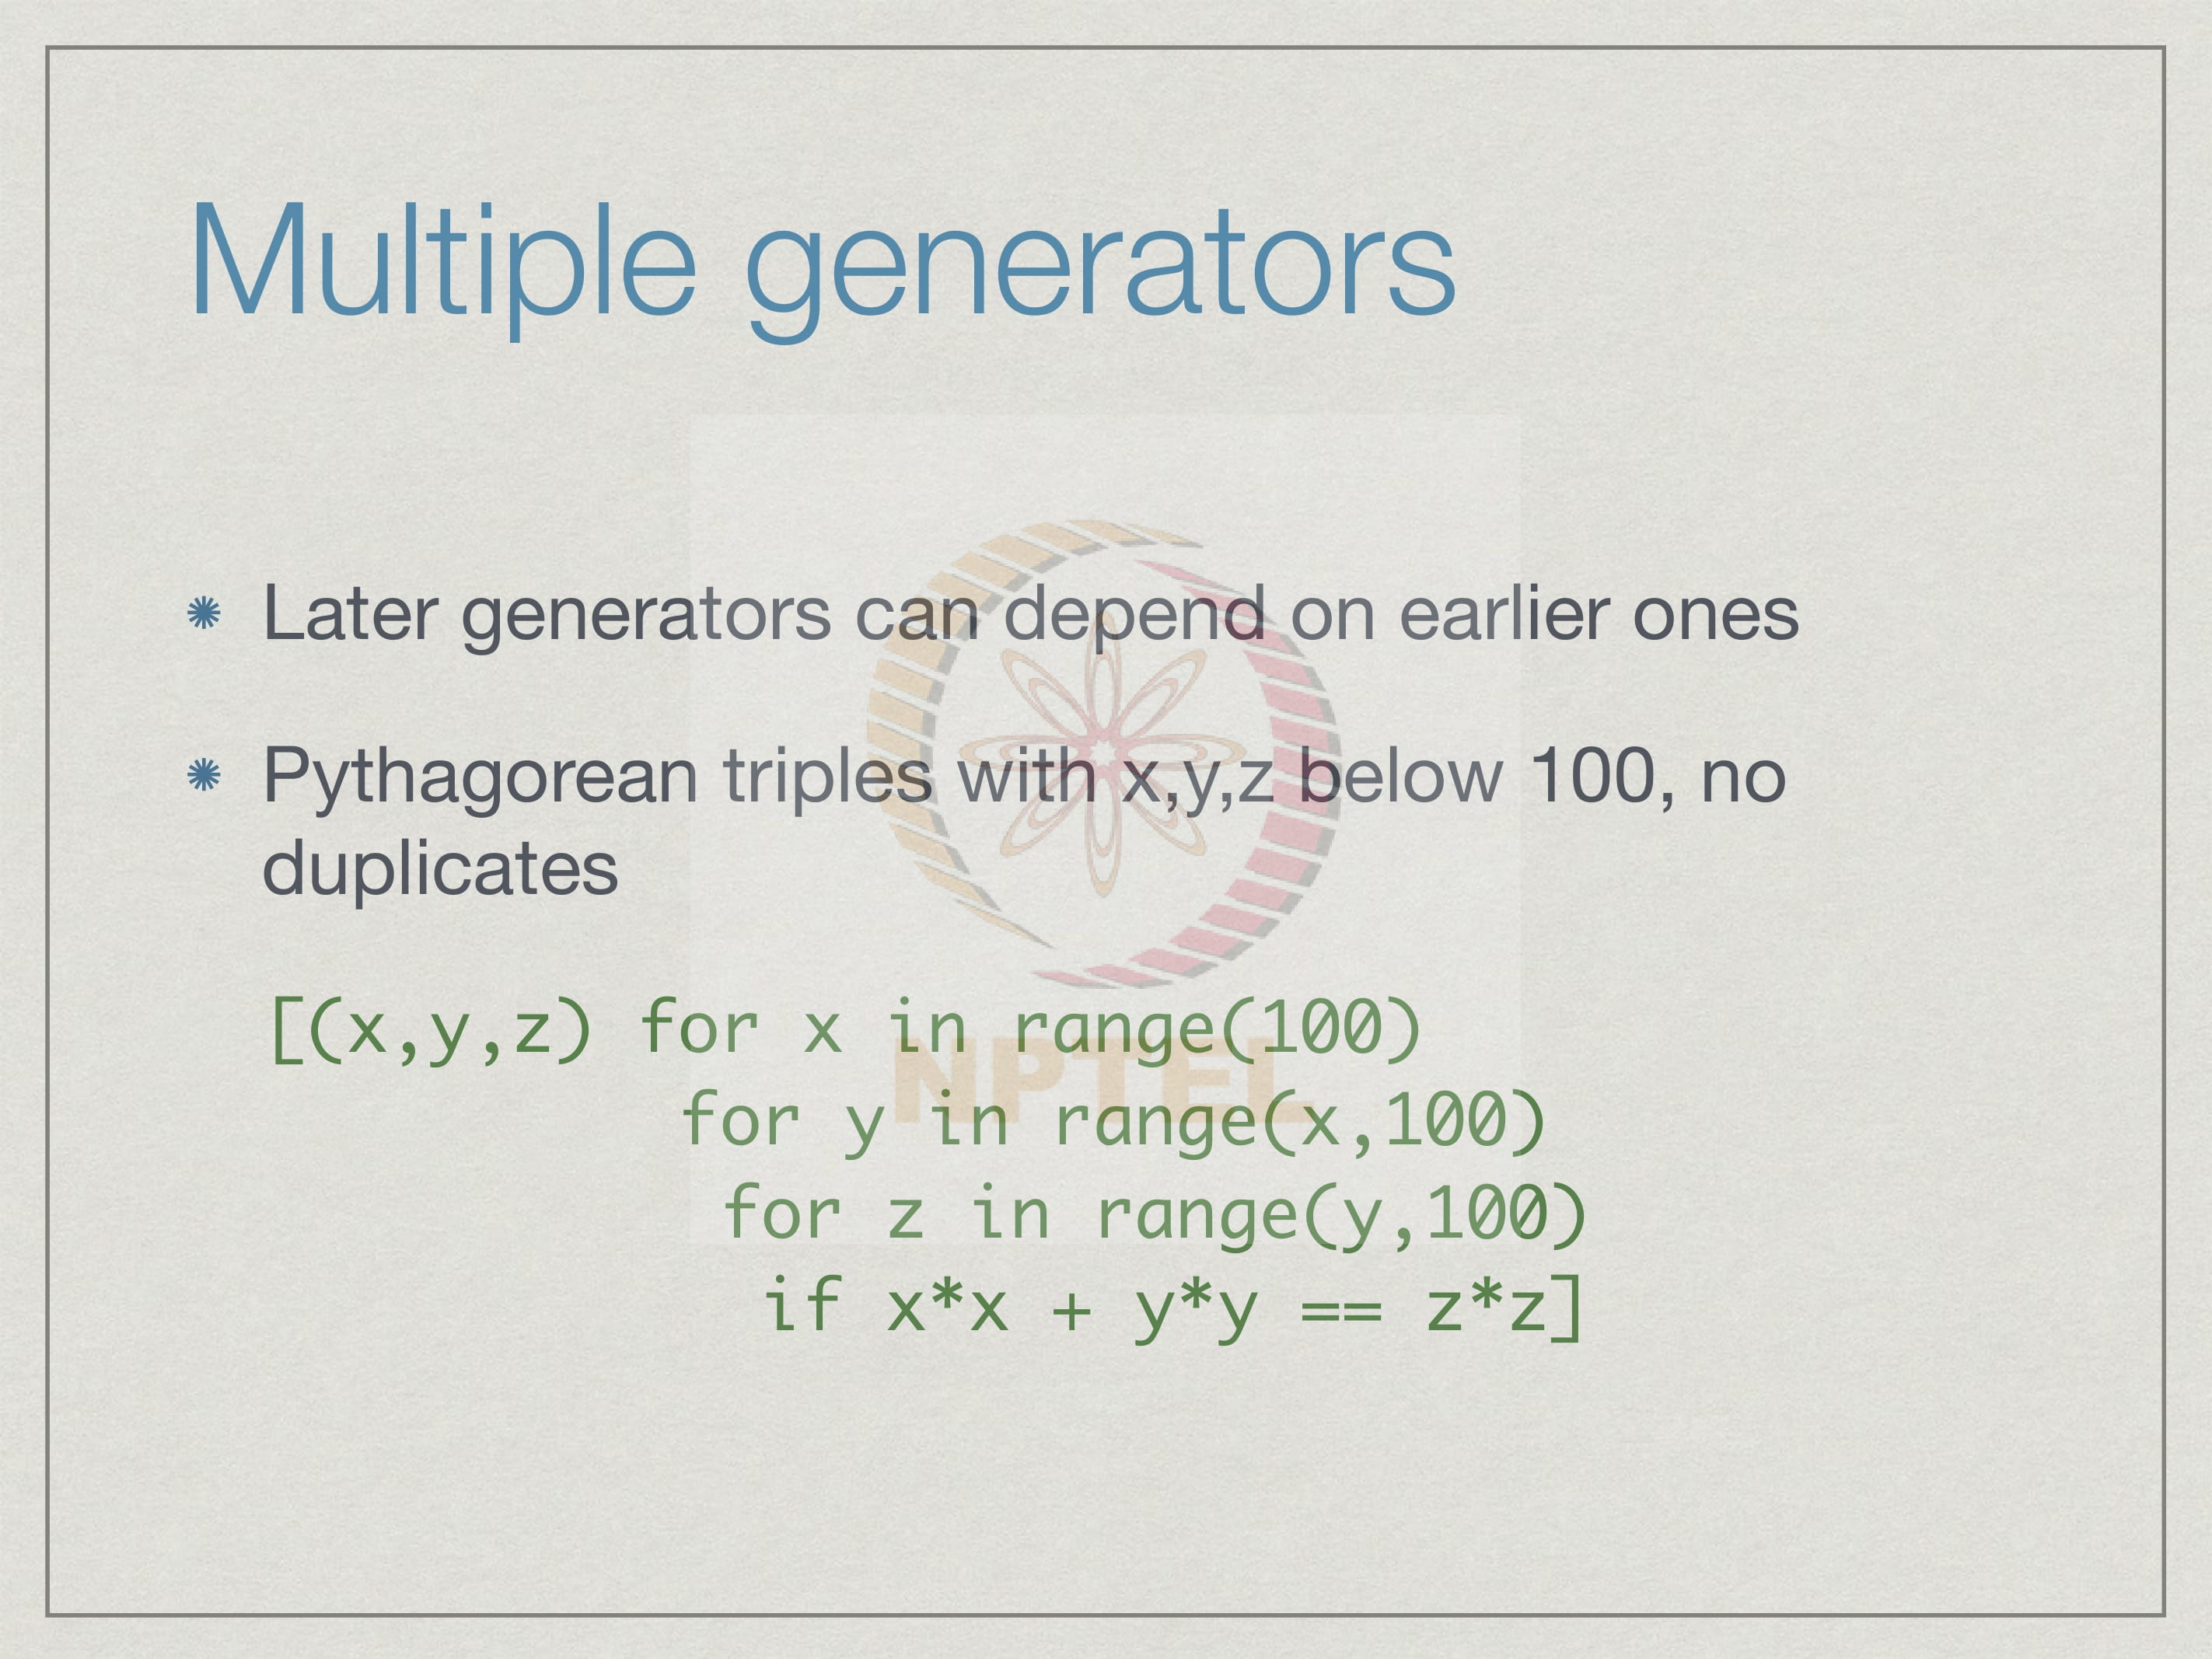 Multiple generators
Later generators can depend on earlier ones
Pythagorean triples with x,y,z below 100, no
duplicates
[(x,y,z) for x in range(100)
for y in range(x,100)
for z in range(y,100)
if x*x + y*y == z*z]
NPTEL